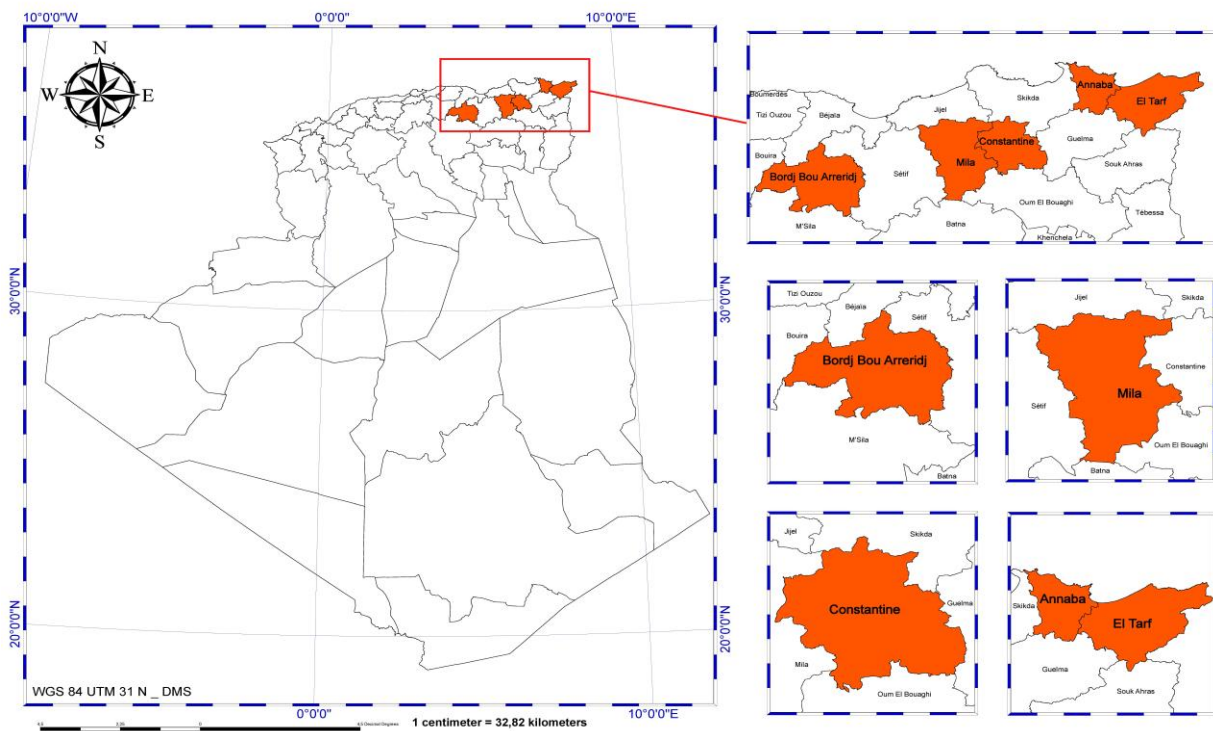 10°0'0"W
0°0'0"
10°0'0"E
N
W
E
S
30°0'0"N
30°0'0"N
20°0'0"N
20°0'0"N
WGS 84 UTM 31 N _ DMS
0°0'0"
10°0'0"E
1 centimeter = 32,82 kilometers
Boumerdès
Tizi Ouzou
Béjaïa
Jijel
Skikda
Annaba
El Tarf
Bouira
Bordj Bou Arreridj
Sétif
Mila
Constantine
Guelma
Souk Ahras
Oum El Bouaghi
Tébessa
M'Sila
Batna
Khenchela
Tizi Ouzou
Béjaïa
Sétif
Bouira
Bordj Bou Arreridj
M'Sila
Batna
Jijel
Skikda
Constantine
Sétif
Mila
Oum El Bouaghi
Batna
Jijel
Skikda
Constantine
Guelma
Mila
Oum El Bouaghi
Skikda
Annaba
El Tarf
Guelma
Souk Ahras